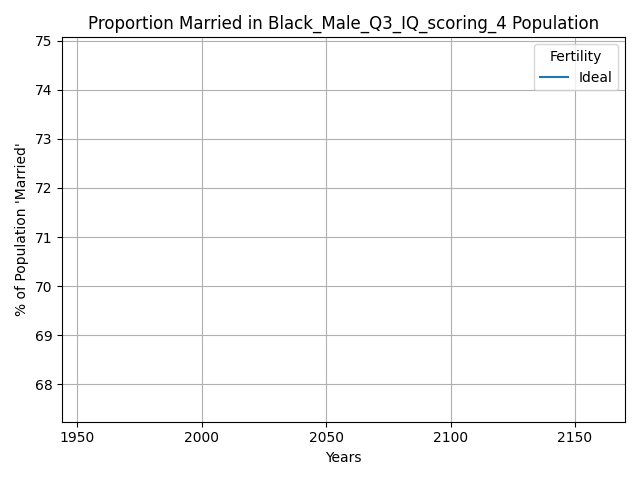 Proportion Married in Black_Male_Q3_IQ_scoring_4 Population
75
74
73
72
71
70
69
68
% of Population 'Married'
Fertility
Ideal
1950 2000 2050 2100 2150
Years